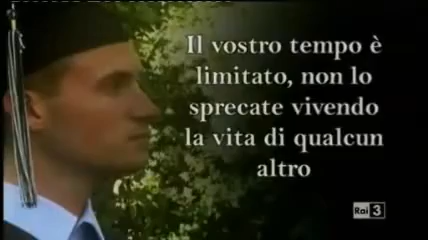 Il vostro tempo è
limitato, non lo
sprecate vivendo
la vita di qualcun
altro
Rai 3